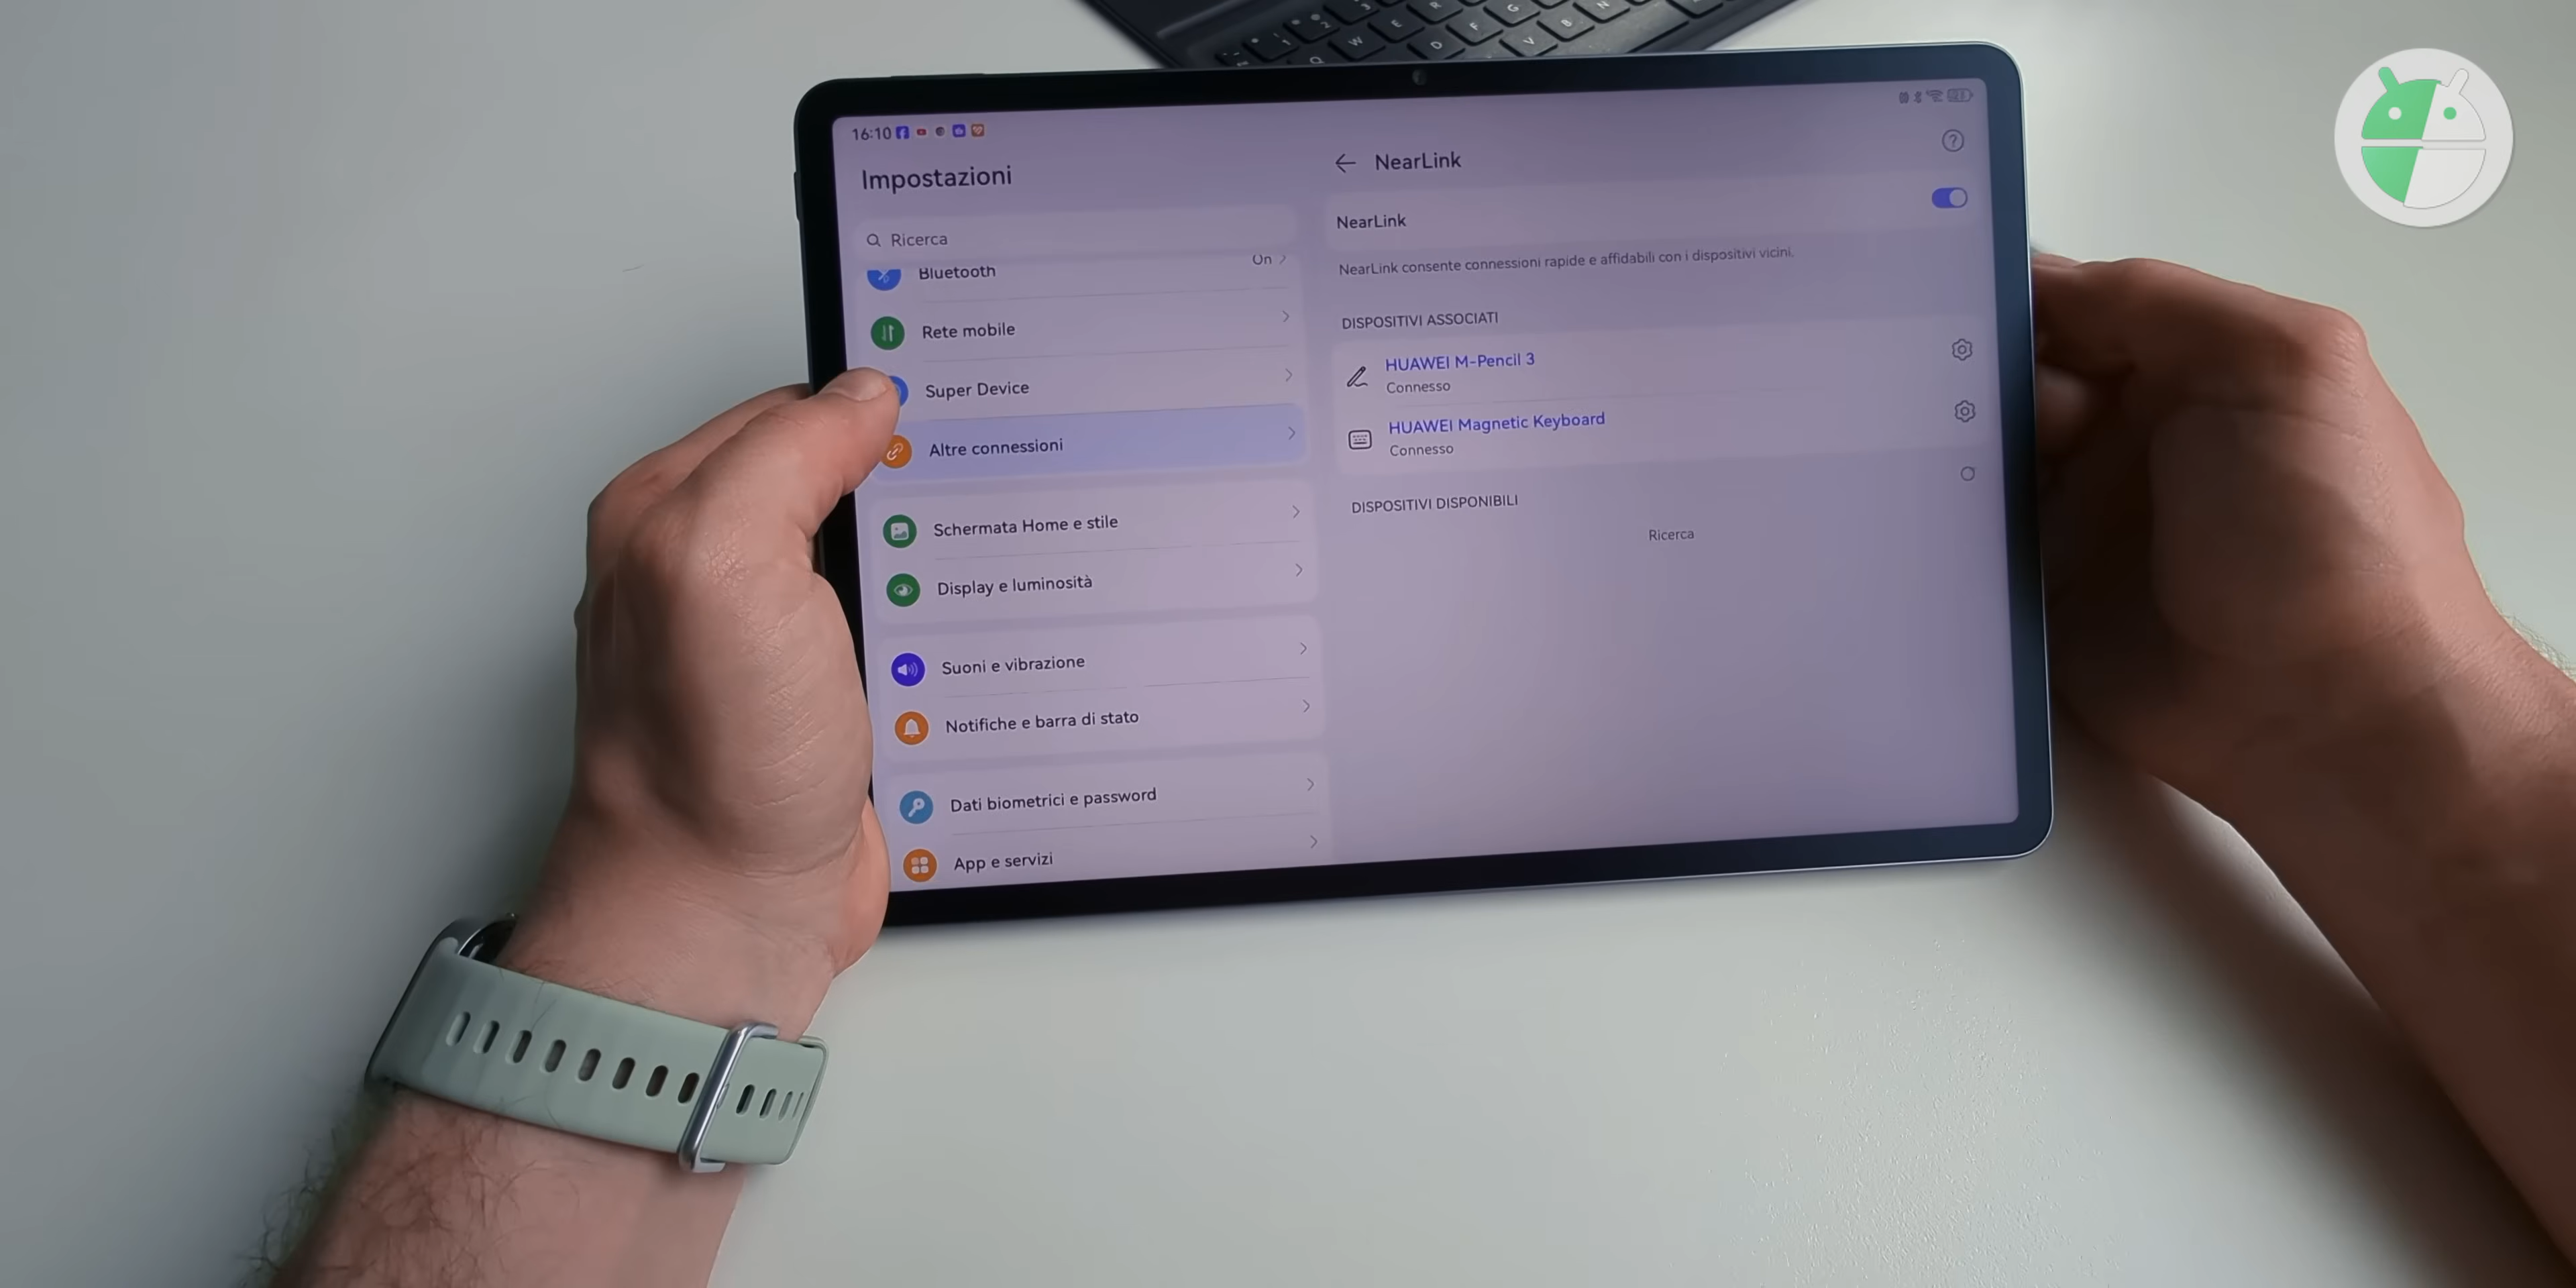 16:10
Impostazioni
Ricerca
Bluetooth
On
Rete mobile
Super Device
Altre connessioni
Schermata Home e stile
Display e luminosità
Suoni e vibrazione
Notifiche e barra di stato
Dati biometrici e password
App e servizi
NearLink
NearLink
NearLink consente connessioni rapide e affidabili con i dispositivi vicini.
DISPOSITIVI ASSOCIATI
HUAWEI M-Pencil 3
Connesso
HUAWEI Magnetic Keyboard
Connesso
DISPOSITIVI DISPONIBILI
Ricerca